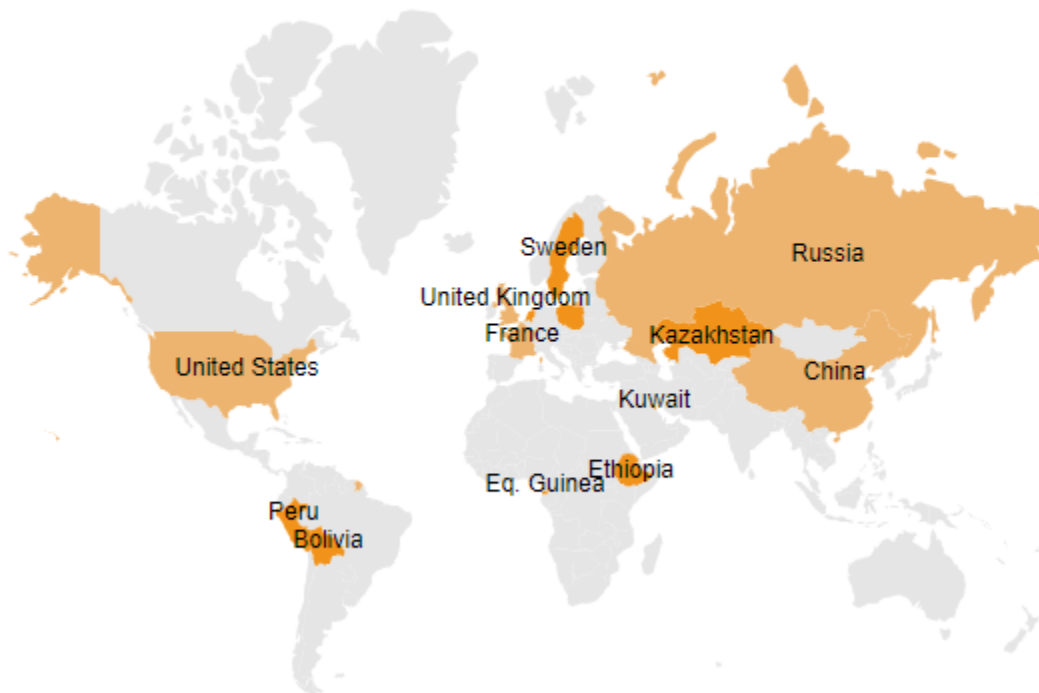 Sweden
Russia
United Kingdom
France
Kazakhstan
United States
China
Kuwait
Ethiopia
Eq. Guinea
Peru
Bolivia